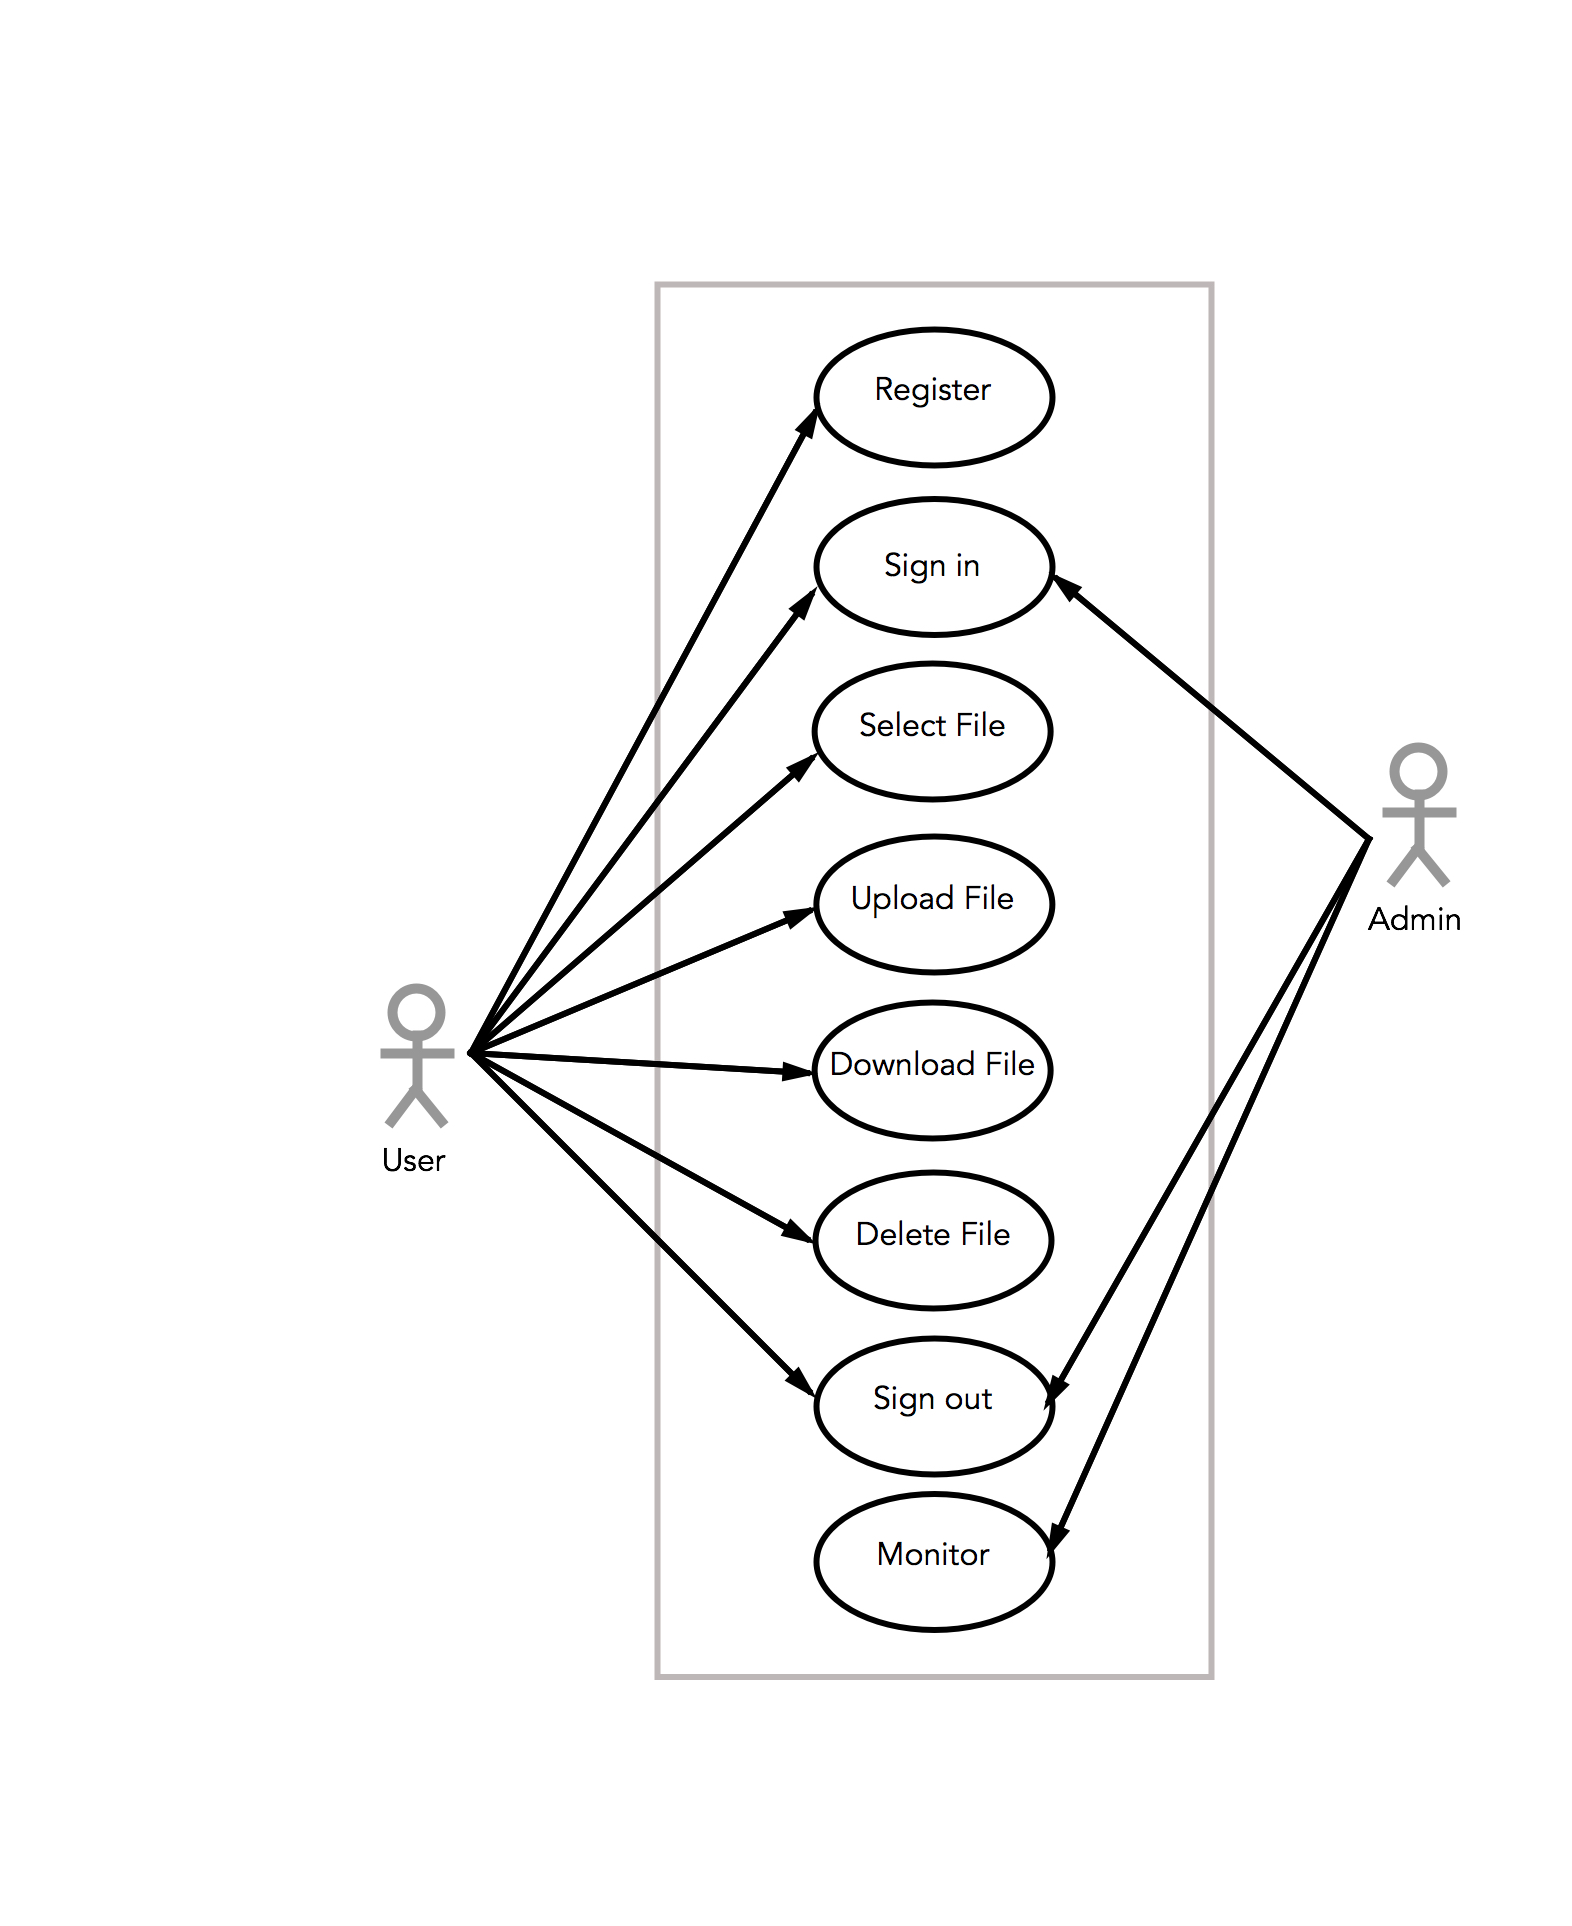 Register
Sign in
Select File
Upload File
Admin
Download File
User
Delete File
Sign out
Monitor